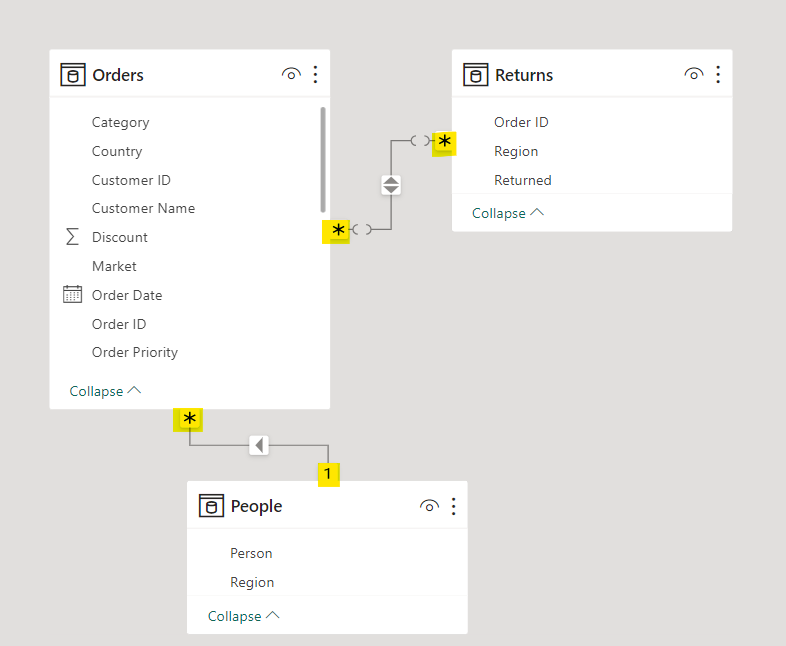 Orders
Category
Country
Customer ID
Customer Name
Discount
Market
Order Date
Order ID
Order Priority
Collapse
*
*
Returns
Order ID
Region
Returned
Collapse
*
1
People
Person
Region
Collapse